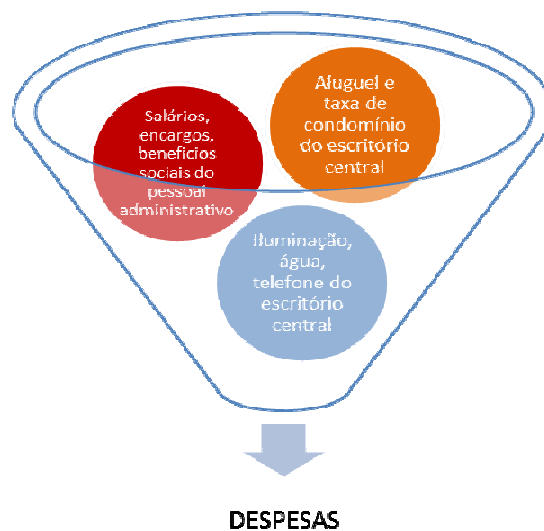 Salários,
encargos,
benefícios
sociais do
pessoal
administrativo
Aluguel e
taxa de
condomínio
do escritório
central
Iluminação,
água,
telefone do
escritório
central
DESPESAS